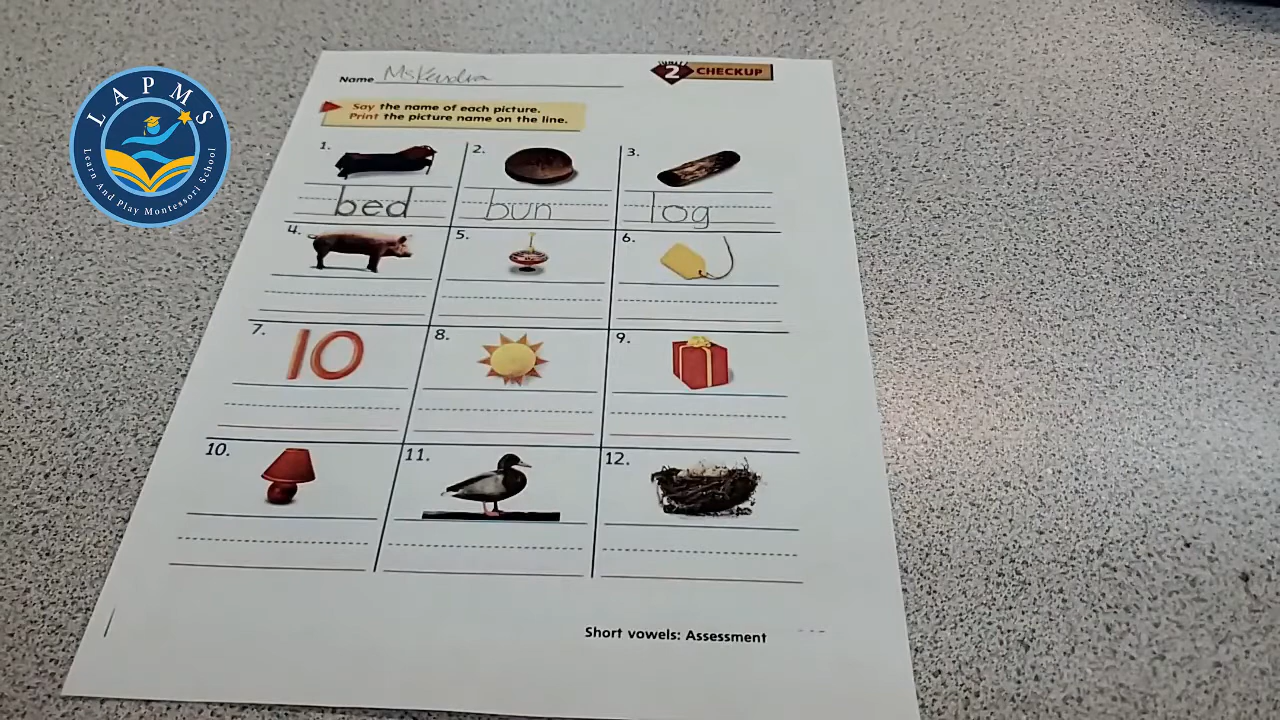 LAPMS
Learn And Play Montessori School
Name Ms Kendra
UNIT 2 CHECKUP
Say the name of each picture.
Print the picture name on the line.
1. 2. 3.
bed bun log
4. 5. 6.
7. 8. 9.
10
10. 11. 12.
Short vowels: Assessment